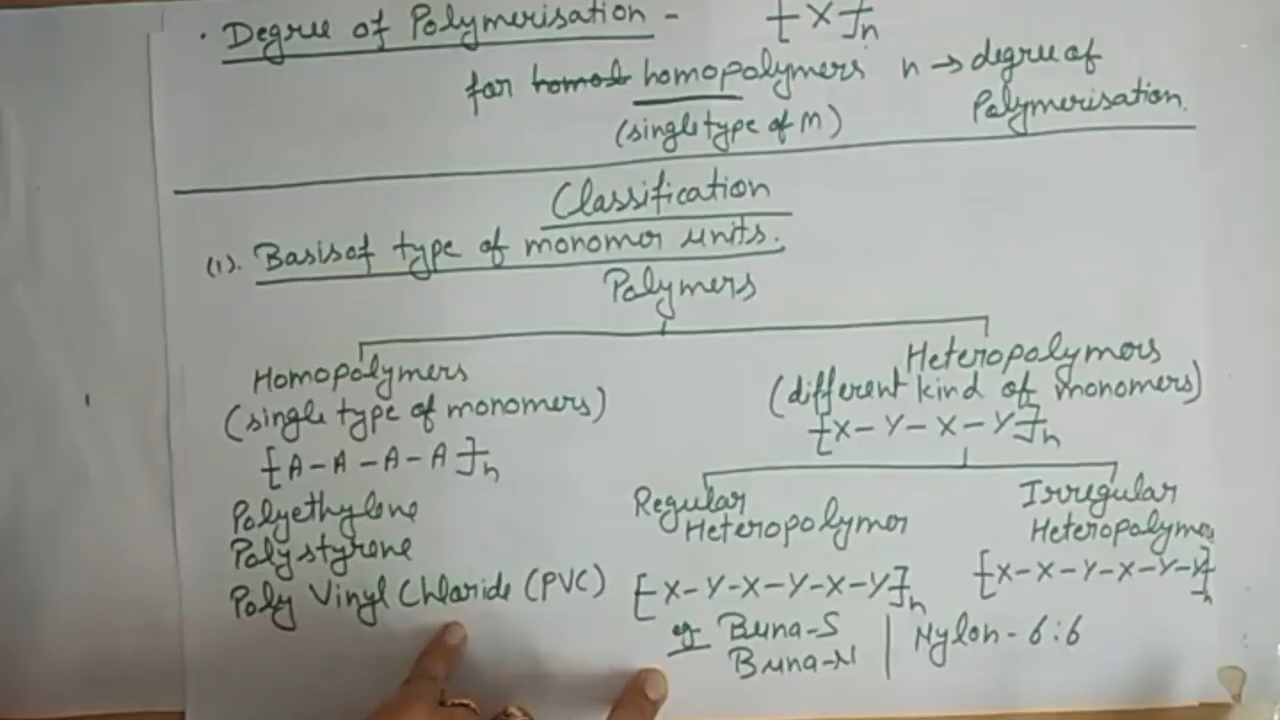 · Degree of Polymerisation - [X]n
for homopolymers n → degree of Polymerisation.
(single type of M)
Classification
(1). Basis of type of monomer units.
Polymers
Homopolymers
(single type of monomers)
[A-A-A-A]n
Polyethylene
Polystyrene
Poly Vinyl Chloride (PVC)
Heteropolymers
(different kind of monomers)
[X-Y-X-Y]n
Regular
Heteropolymer
[X-Y-X-Y-X-Y]n
eg Buna-S
Buna-N
Nylon-6:6
Irregular
Heteropolymer
[X-X-Y-X-Y-Y]n